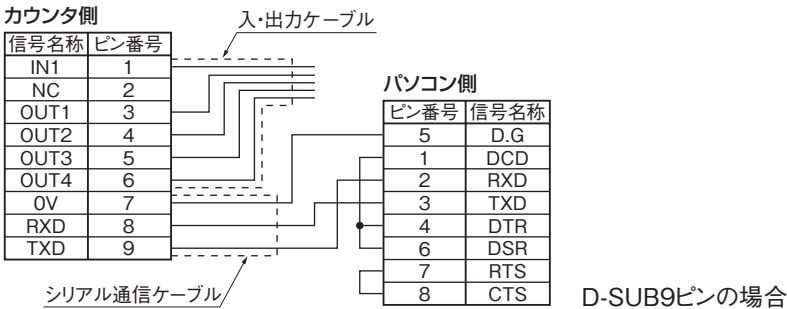 カウンタ側
入・出力ケーブル
信号名称 ピン番号
IN1 1
NC 2
OUT1 3
OUT2 4
OUT3 5
OUT4 6
0V 7
RXD 8
TXD 9
シリアル通信ケーブル
パソコン側
ピン番号 信号名称
5 D.G
1 DCD
2 RXD
3 TXD
4 DTR
6 DSR
7 RTS
8 CTS
D-SUB9ピンの場合